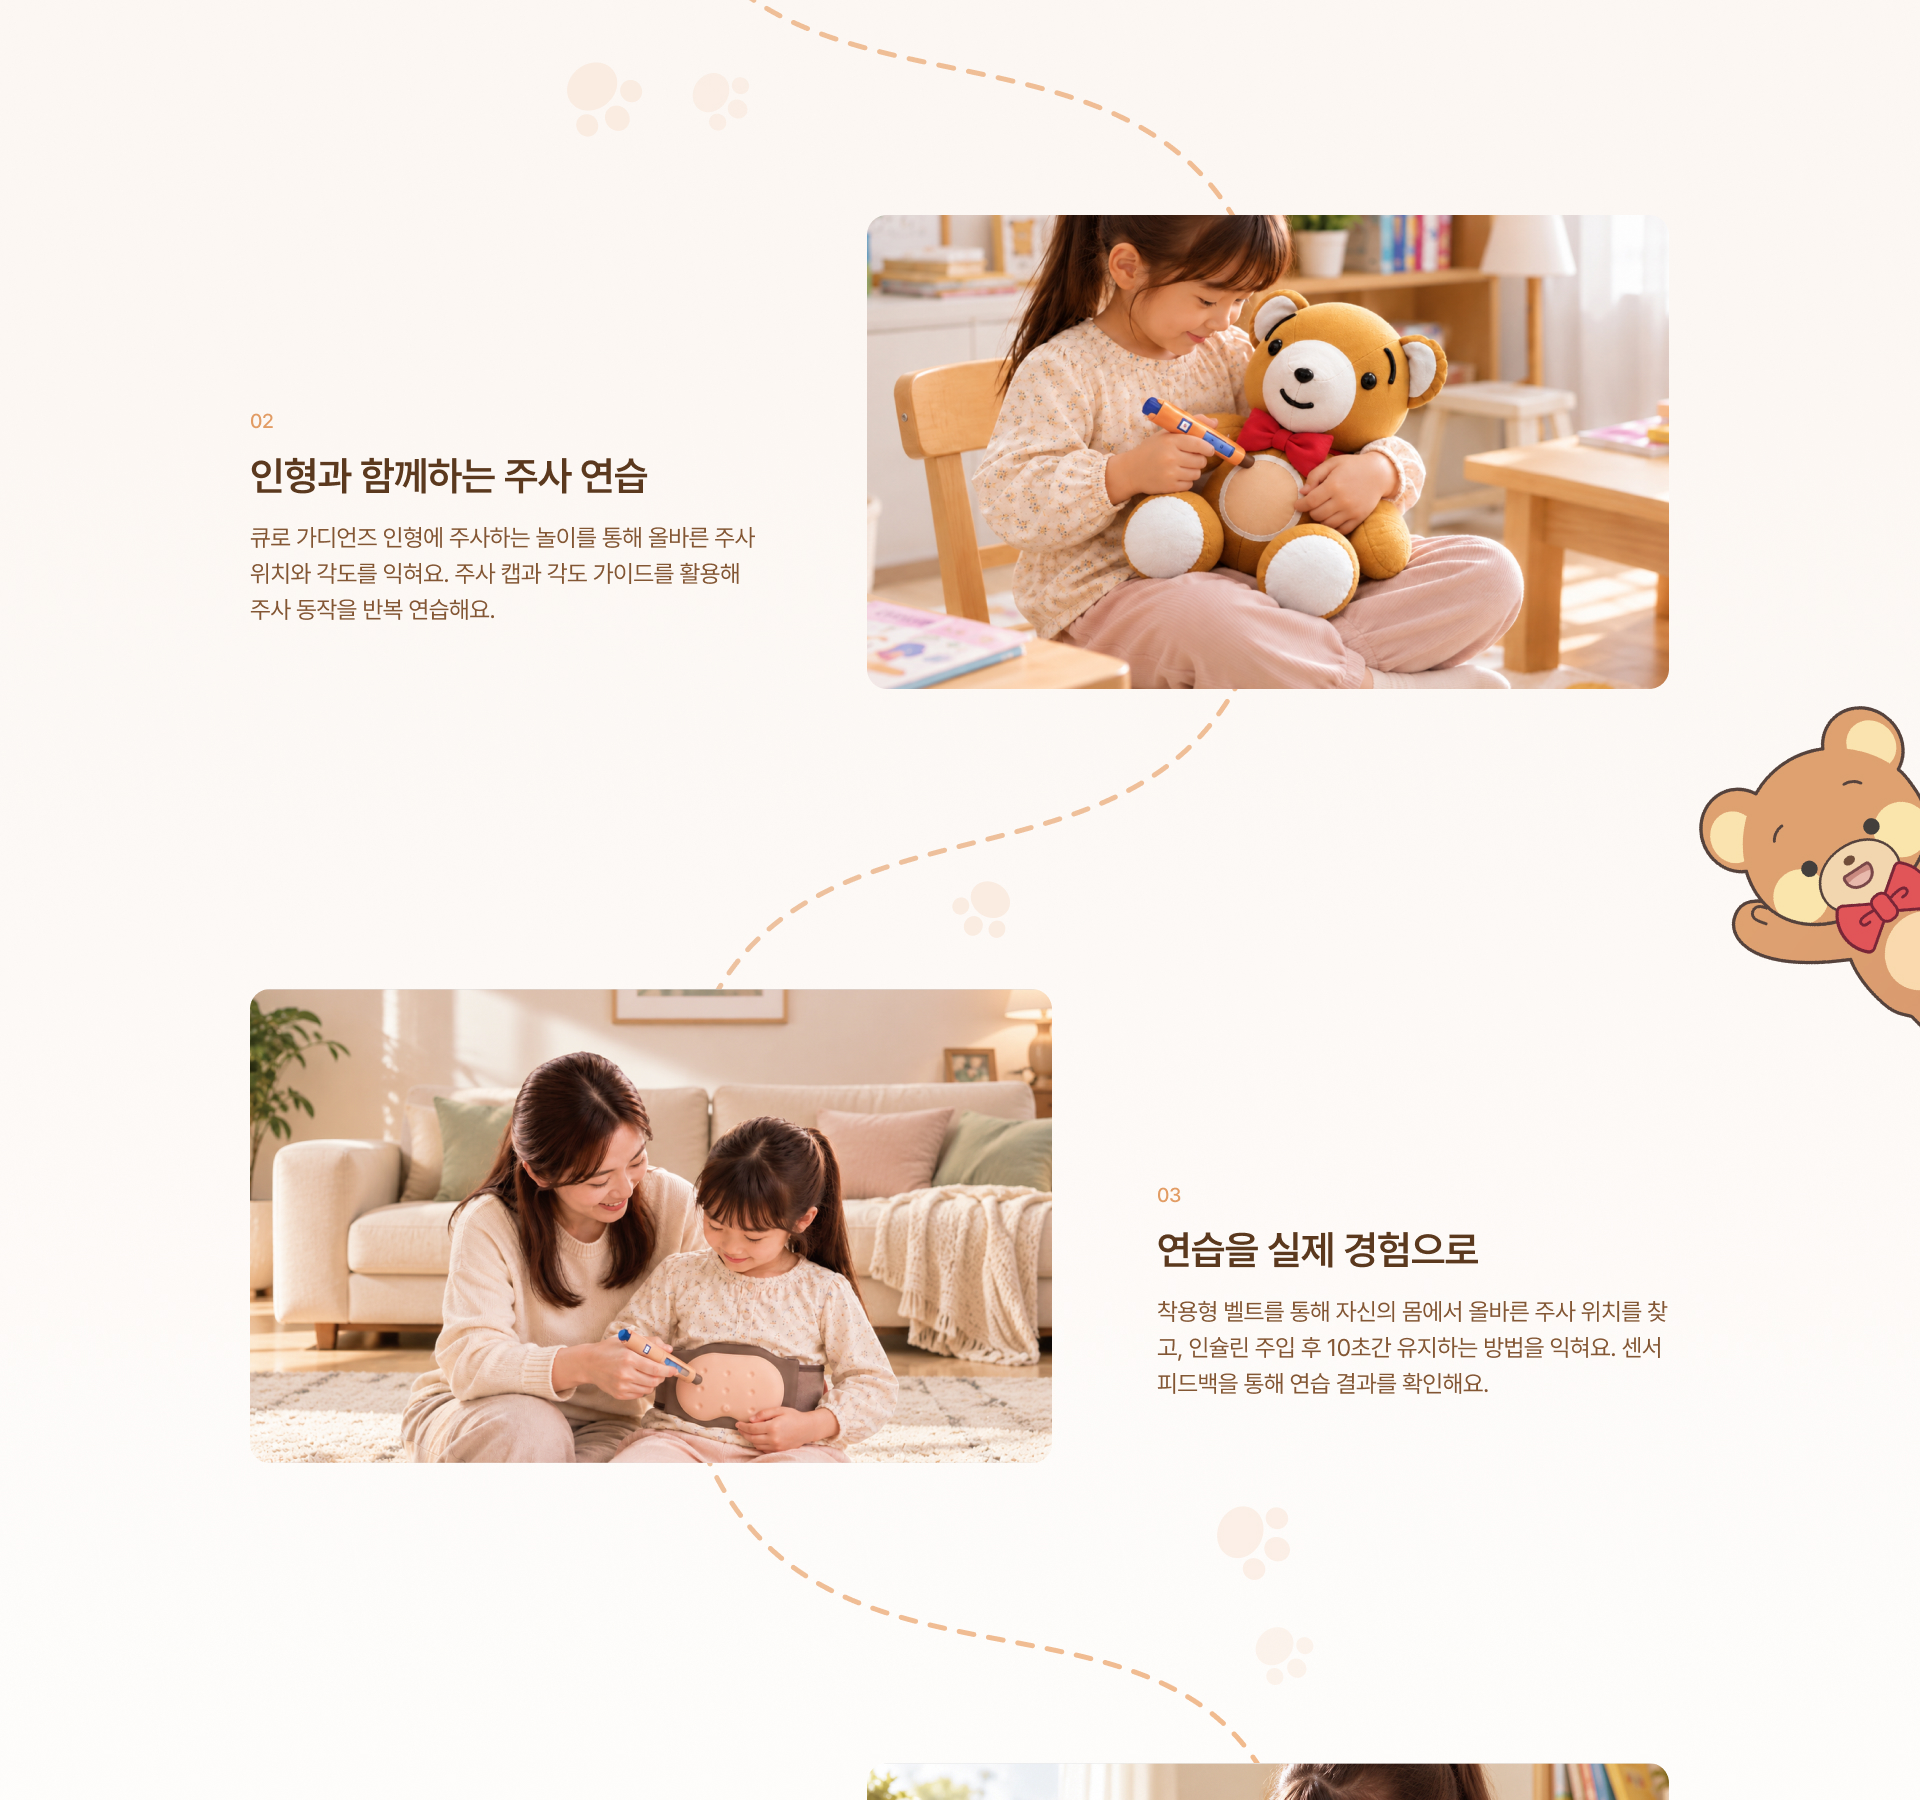 02
인형과 함께하는 주사 연습
큐로 가디언즈 인형에 주사하는 놀이를 통해 올바른 주사
위치와 각도를 익혀요. 주사 캡과 각도 가이드를 활용해
주사 동작을 반복 연습해요.
03
연습을 실제 경험으로
착용형 벨트를 통해 자신의 몸에서 올바른 주사 위치를 찾
고, 인슐린 주입 후 10초간 유지하는 방법을 익혀요. 센서
피드백을 통해 연습 결과를 확인해요.